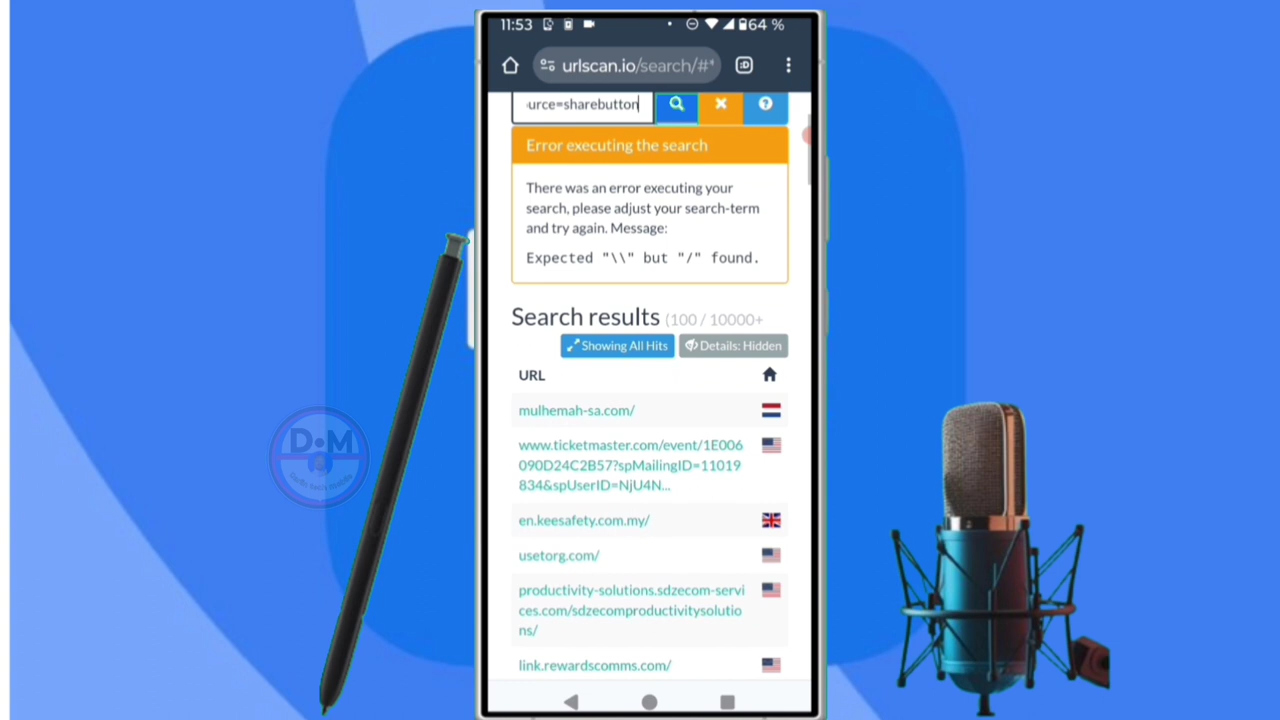 11:53
64 %
urlscan.io/search/#*
urce=sharebutton
Error executing the search
There was an error executing your
search, please adjust your search-term
and try again. Message:
Expected "\\" but "/" found.
Search results (100 / 10000+
Showing All Hits
Details: Hidden
URL
mulhemah-sa.com/
www.ticketmaster.com/event/1E006
090D24C2B57?spMailingID=11019
834&spUserID=NjU4N...
en.keesafety.com.my/
usetorg.com/
productivity-solutions.sdzecom-servi
ces.com/sdzecomproductivitysolutio
ns/
link.rewardscomms.com/
D M